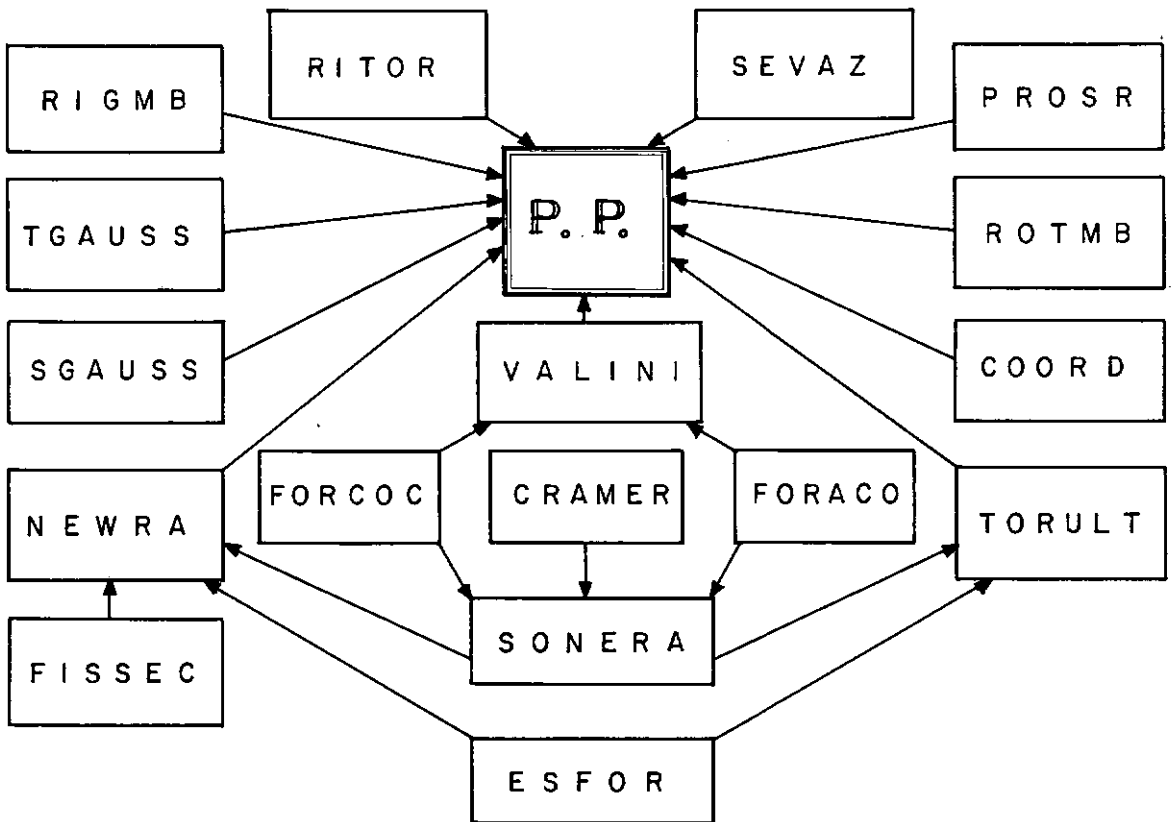 RITOR
SEVAZ
RIGMB
PROSR
TGAUSS
P. P.
ROTMB
SGAUSS
VALINI
COORD
FORCOC
CRAMER
FORACO
NEWRA
TORULT
SONERA
FISSEC
ESFOR